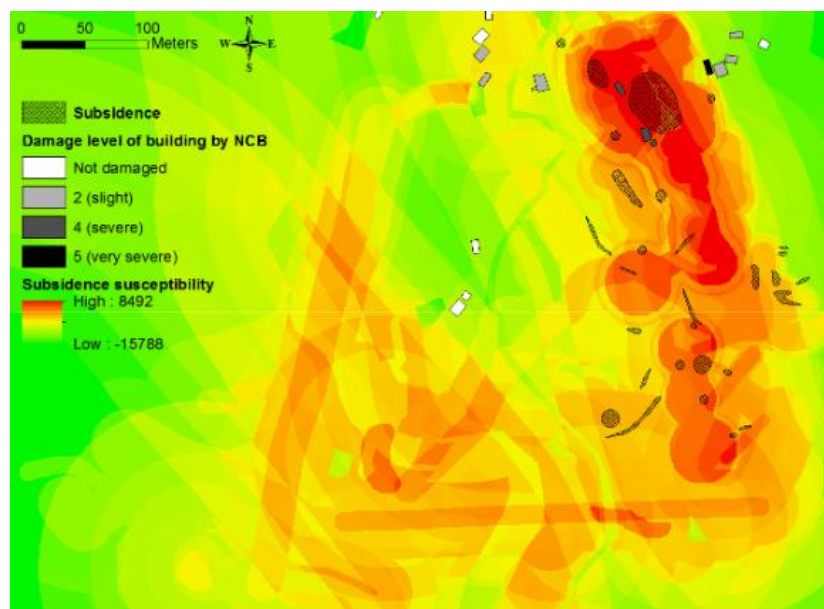 0 50 100
Meters
N
W E
S
Subsidence
Damage level of building by NCB
Not damaged
2 (slight)
4 (severe)
5 (very severe)
Subsidence susceptibility
High : 8492
Low : -15788